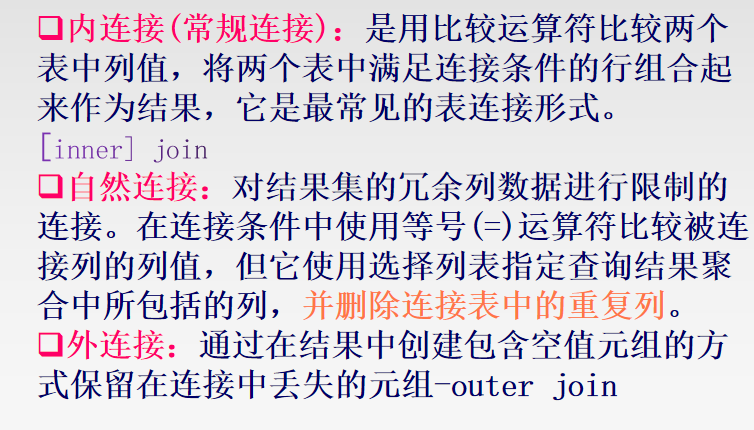 ❑内连接(常规连接)：是用比较运算符比较两个
表中列值，将两个表中满足连接条件的行组合起
来作为结果，它是最常见的表连接形式。
[inner] join
❑自然连接：对结果集的冗余列数据进行限制的
连接。在连接条件中使用等号(=)运算符比较被连
接列的列值，但它使用选择列表指定查询结果聚
合中所包括的列，并删除连接表中的重复列。
❑外连接：通过在结果中创建包含空值元组的方
式保留在连接中丢失的元组-outer join